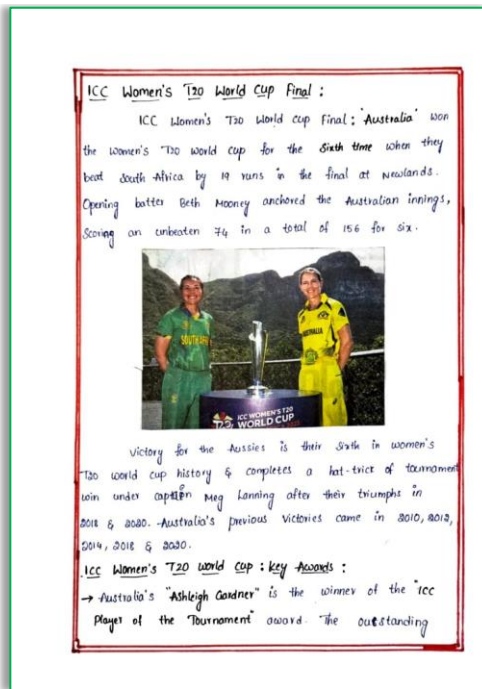 ICC Women's T20 World Cup Final :
ICC Women's T20 World Cup Final : "Australia" won
the women's T20 world cup for the sixth time when they
beat South Africa by 19 runs in the final at Newlands.
Opening batter Beth Mooney anchored the Australian innings,
Scoring an unbeaten 74 in a total of 156 for six.
SOUTH AFRICA
AUSTRALIA
ICC WOMEN'S T20
WORLD CUP
Victory for the Aussies is their sixth in women's
T20 world cup history & completes a hat-trick of tournament
win under captian Meg Lanning after their triumphs in
2018 & 2020. Australia's previous Victories came in 2010, 2012,
2014, 2018 & 2020.
ICC Women's T20 world cup : key Awards :
→ Australia's "Ashleigh Gardner" is the winner of the "ICC
Player of the Tournament" award. The outstanding